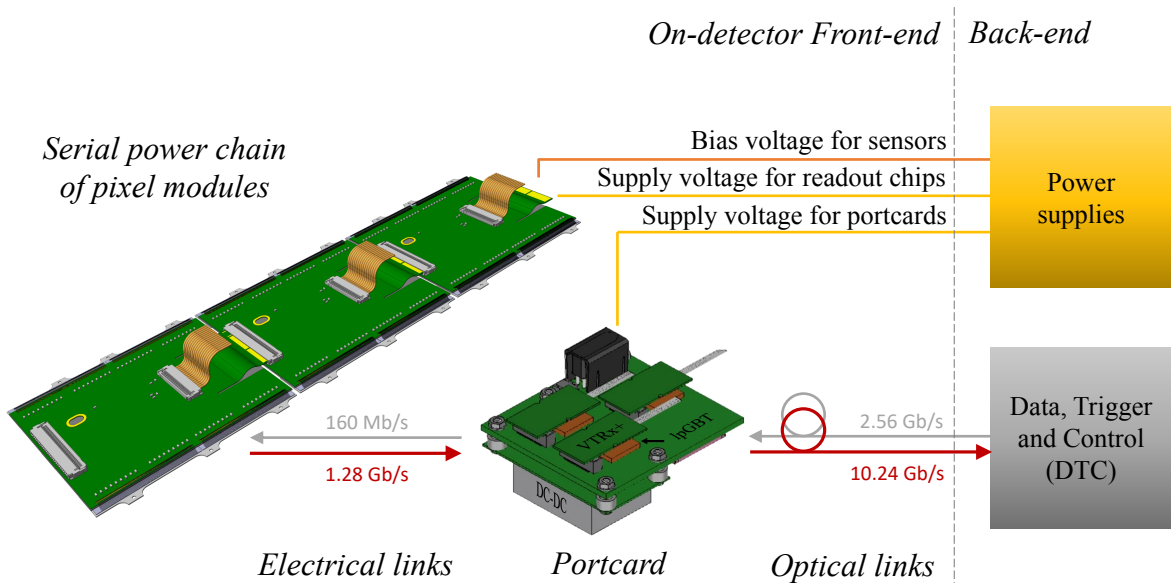 On-detector Front-end
Back-end
Serial power chain
of pixel modules
Bias voltage for sensors
Supply voltage for readout chips
Supply voltage for portcards
Power
supplies
160 Mb/s
1.28 Gb/s
VTRx+
lpGBT
DC-DC
2.56 Gb/s
10.24 Gb/s
Data, Trigger
and Control
(DTC)
Electrical links
Portcard
Optical links